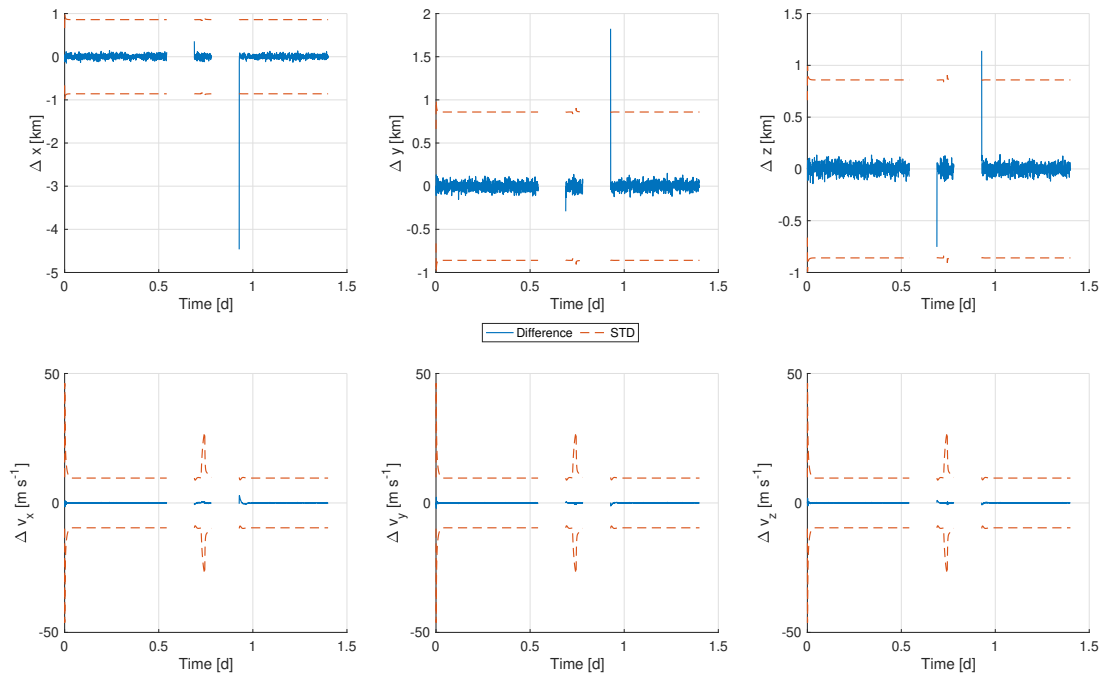 1
0
-1
-2
-3
-4
-5
Δ x [km]
0 0.5 1 1.5
Time [d]
2
1.5
1
0.5
0
-0.5
-1
Δ y [km]
0 0.5 1 1.5
Time [d]
1.5
1
0.5
0
-0.5
-1
Δ z [km]
0 0.5 1 1.5
Time [d]
Difference STD
50
0
-50
Δ v_x [m s^-1]
0 0.5 1 1.5
Time [d]
50
0
-50
Δ v_y [m s^-1]
0 0.5 1 1.5
Time [d]
50
0
-50
Δ v_z [m s^-1]
0 0.5 1 1.5
Time [d]